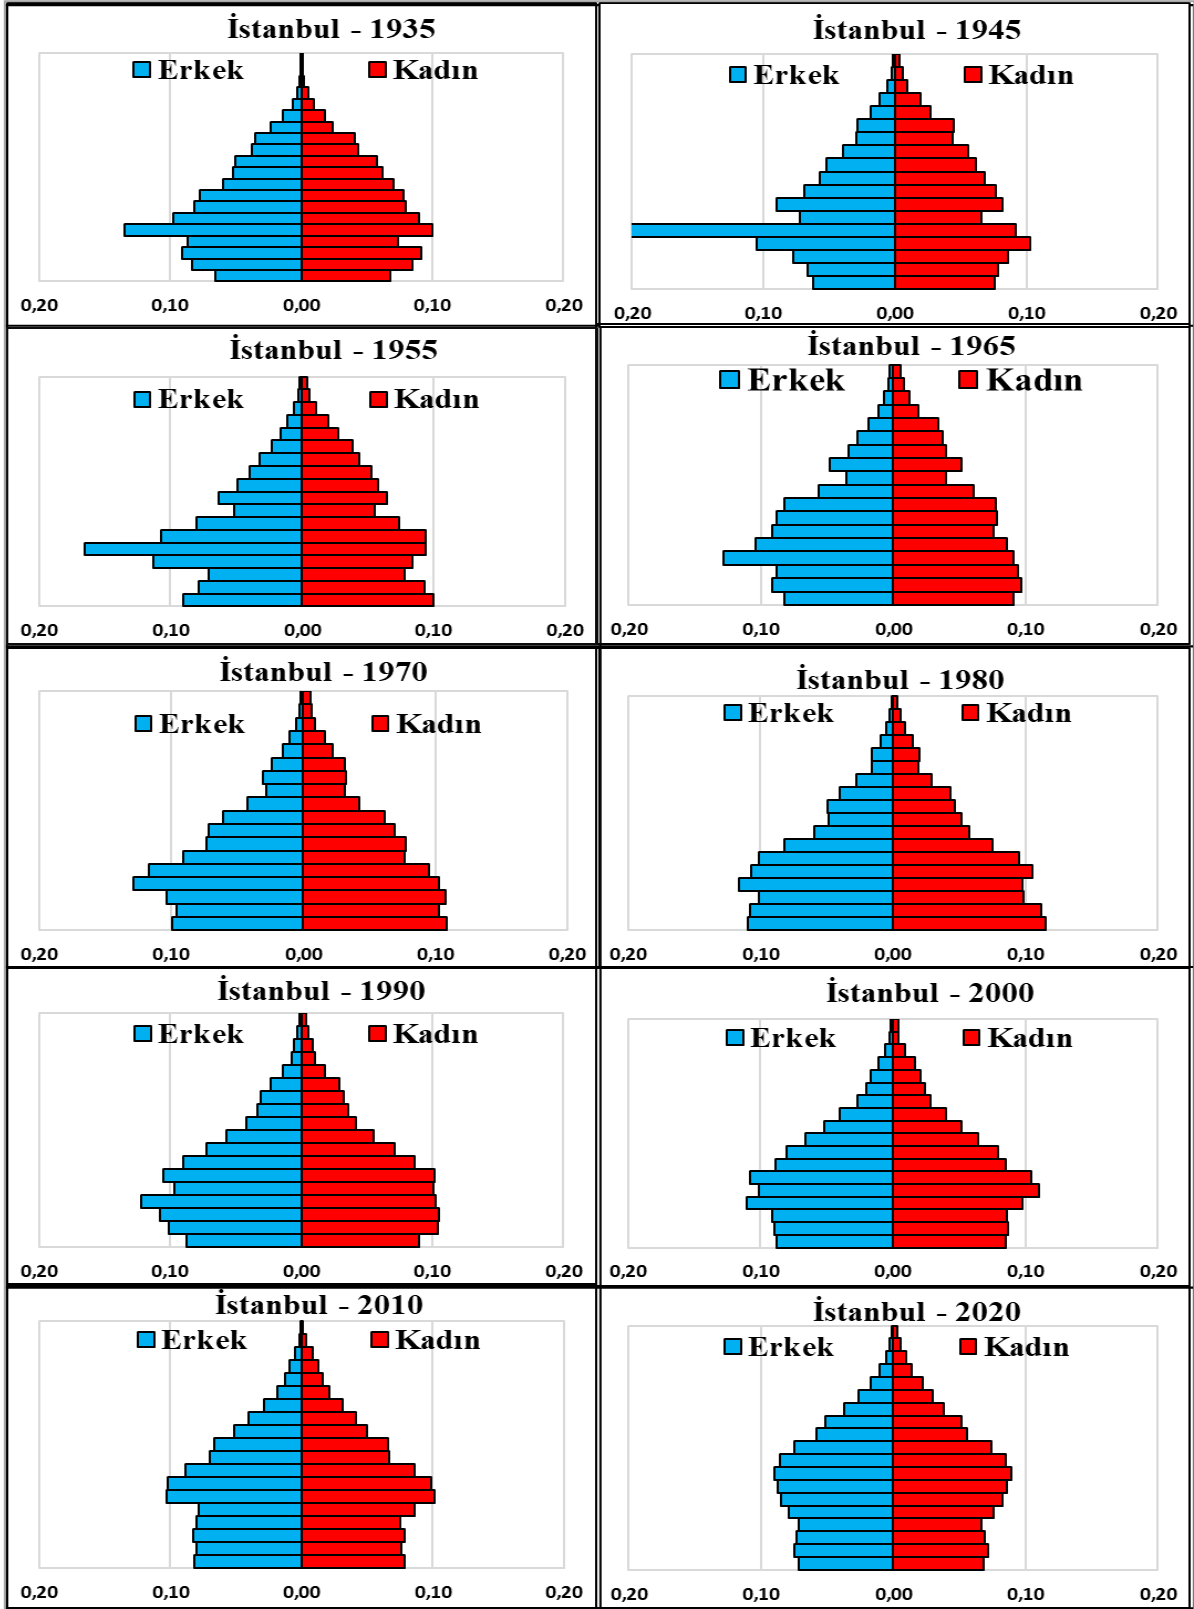 İstanbul - 1935
Erkek Kadın
0,20 0,10 0,00 0,10 0,20
İstanbul - 1945
Erkek Kadın
0,20 0,10 0,00 0,10 0,20
İstanbul - 1955
Erkek Kadın
0,20 0,10 0,00 0,10 0,20
İstanbul - 1965
Erkek Kadın
0,20 0,10 0,00 0,10 0,20
İstanbul - 1970
Erkek Kadın
0,20 0,10 0,00 0,10 0,20
İstanbul - 1980
Erkek Kadın
0,20 0,10 0,00 0,10 0,20
İstanbul - 1990
Erkek Kadın
0,20 0,10 0,00 0,10 0,20
İstanbul - 2000
Erkek Kadın
0,20 0,10 0,00 0,10 0,20
İstanbul - 2010
Erkek Kadın
0,20 0,10 0,00 0,10 0,20
İstanbul - 2020
Erkek Kadın
0,20 0,10 0,00 0,10 0,20